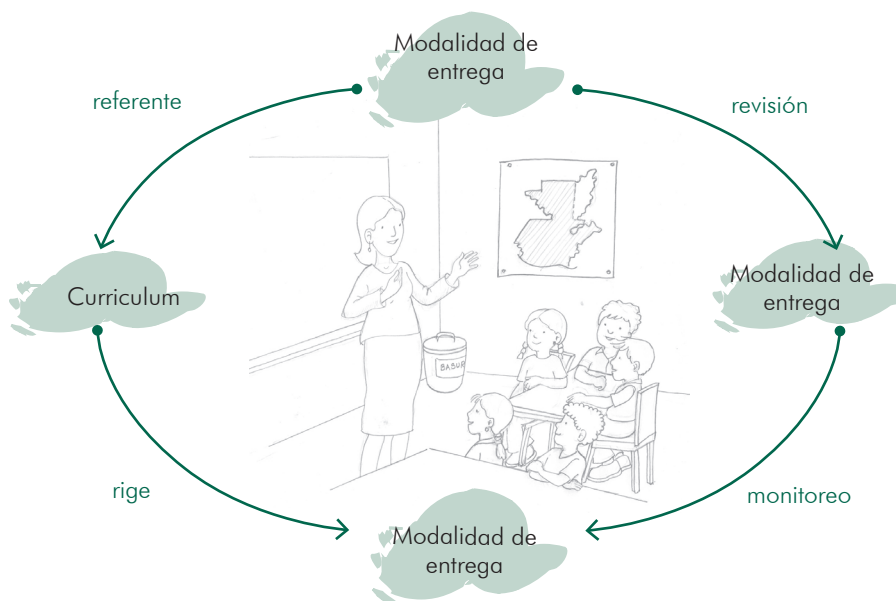 Modalidad de
entrega
referente
revisión
Curriculum
Modalidad de
entrega
BASURA
rige
monitoreo
Modalidad de
entrega